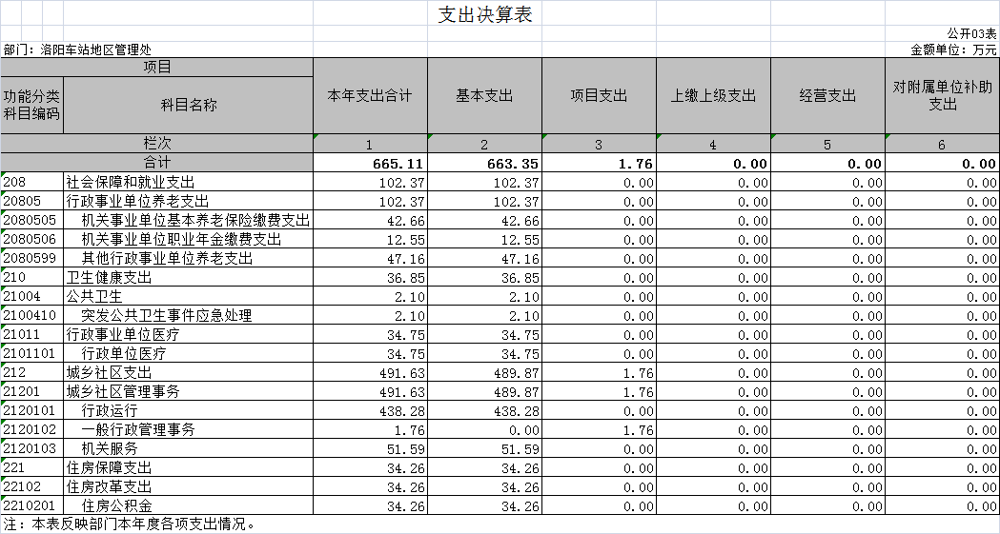 支出决算表
公开03表
部门：洛阳车站地区管理处 金额单位：万元
项目 本年支出合计 基本支出 项目支出 上缴上级支出 经营支出 对附属单位补助支出
功能分类科目编码 科目名称
栏次 1 2 3 4 5 6
合计 665.11 663.35 1.76 0.00 0.00 0.00
208 社会保障和就业支出 102.37 102.37 0.00 0.00 0.00 0.00
20805 行政事业单位养老支出 102.37 102.37 0.00 0.00 0.00 0.00
2080505 机关事业单位基本养老保险缴费支出 42.66 42.66 0.00 0.00 0.00 0.00
2080506 机关事业单位职业年金缴费支出 12.55 12.55 0.00 0.00 0.00 0.00
2080599 其他行政事业单位养老支出 47.16 47.16 0.00 0.00 0.00 0.00
210 卫生健康支出 36.85 36.85 0.00 0.00 0.00 0.00
21004 公共卫生 2.10 2.10 0.00 0.00 0.00 0.00
2100410 突发公共卫生事件应急处理 2.10 2.10 0.00 0.00 0.00 0.00
21011 行政事业单位医疗 34.75 34.75 0.00 0.00 0.00 0.00
2101101 行政单位医疗 34.75 34.75 0.00 0.00 0.00 0.00
212 城乡社区支出 491.63 489.87 1.76 0.00 0.00 0.00
21201 城乡社区管理事务 491.63 489.87 1.76 0.00 0.00 0.00
2120101 行政运行 438.28 438.28 0.00 0.00 0.00 0.00
2120102 一般行政管理事务 1.76 0.00 1.76 0.00 0.00 0.00
2120103 机关服务 51.59 51.59 0.00 0.00 0.00 0.00
221 住房保障支出 34.26 34.26 0.00 0.00 0.00 0.00
22102 住房改革支出 34.26 34.26 0.00 0.00 0.00 0.00
2210201 住房公积金 34.26 34.26 0.00 0.00 0.00 0.00
注：本表反映部门本年度各项支出情况。